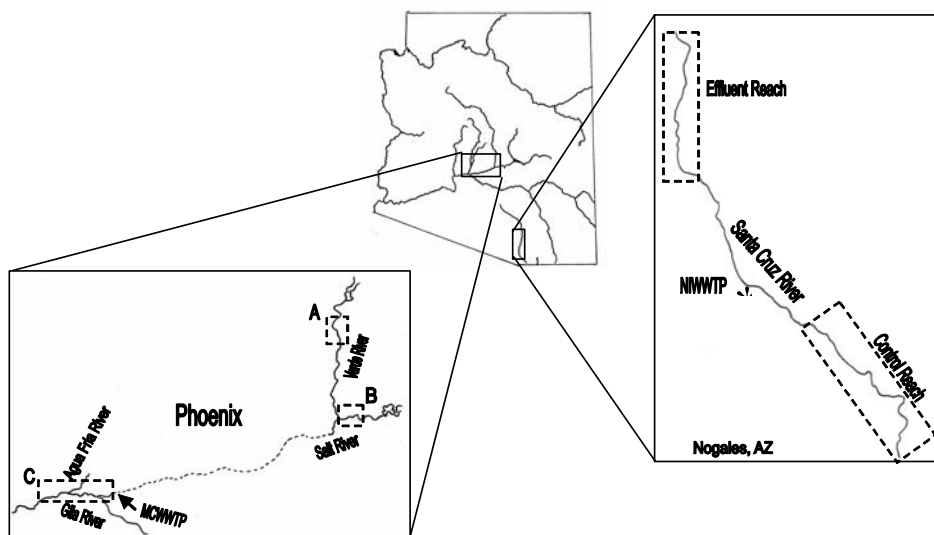 Effluent Reach
Santa Cruz River
NIWWTP
Control Reach
Nogales, AZ
A
Verde River
B
Phoenix
Salt River
Agua Fria River
C
MCWWTP
Gila River